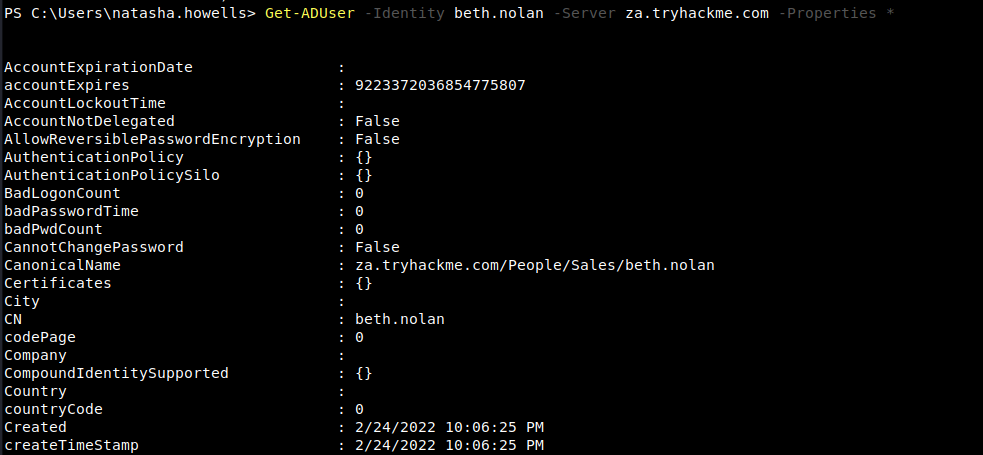 PS C:\Users\natasha.howells> Get-ADUser -Identity beth.nolan -Server za.tryhackme.com -Properties *
AccountExpirationDate :
accountExpires : 9223372036854775807
AccountLockoutTime :
AccountNotDelegated : False
AllowReversiblePasswordEncryption : False
AuthenticationPolicy : {}
AuthenticationPolicySilo : {}
BadLogonCount : 0
badPasswordTime : 0
badPwdCount : 0
CannotChangePassword : False
CanonicalName : za.tryhackme.com/People/Sales/beth.nolan
Certificates : {}
City :
CN : beth.nolan
codePage : 0
Company :
CompoundIdentitySupported : {}
Country :
countryCode : 0
Created : 2/24/2022 10:06:25 PM
createTimeStamp : 2/24/2022 10:06:25 PM